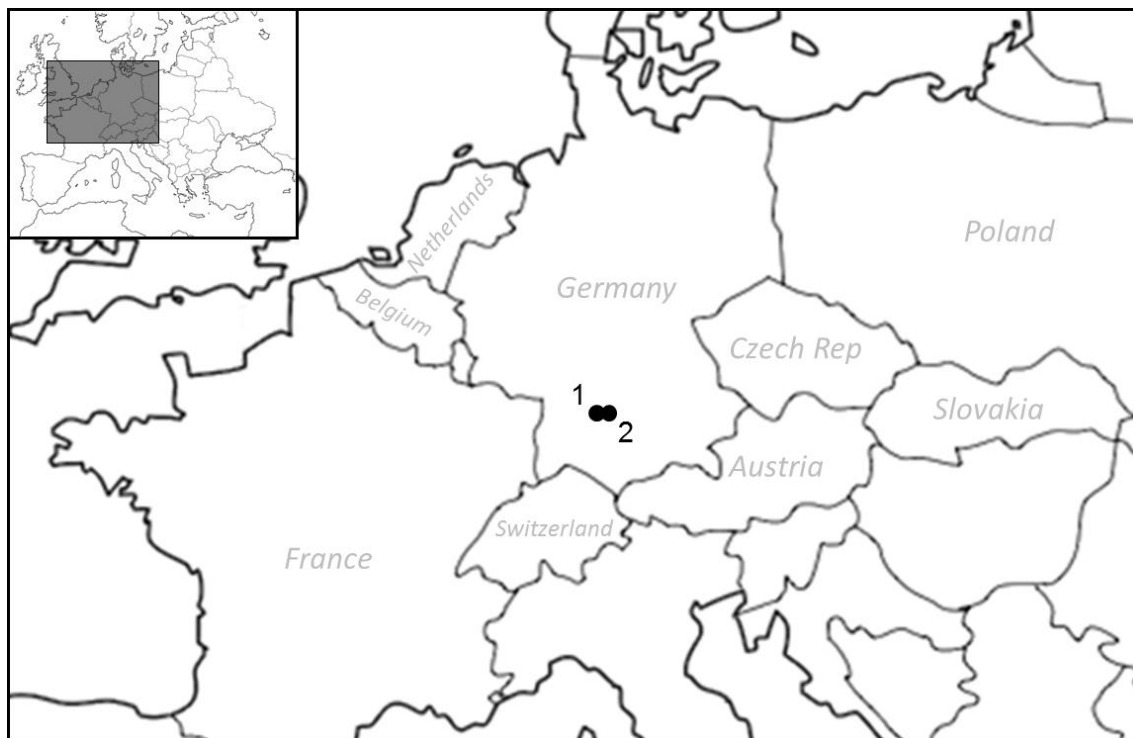 Netherlands
Poland
Germany
Belgium
Czech Rep
1
2
Slovakia
Austria
Switzerland
France